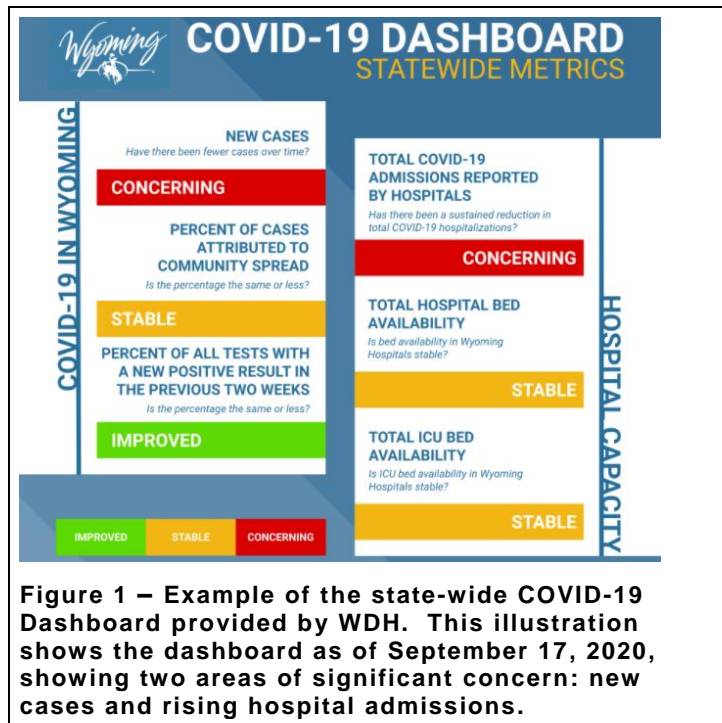 Wyoming
COVID-19 DASHBOARD
STATEWIDE METRICS
COVID-19 IN WYOMING
NEW CASES
Have there been fewer cases over time?
CONCERNING
PERCENT OF CASES
ATTRIBUTED TO
COMMUNITY SPREAD
Is the percentage the same or less?
STABLE
PERCENT OF ALL TESTS WITH
A NEW POSITIVE RESULT IN
THE PREVIOUS TWO WEEKS
Is the percentage the same or less?
IMPROVED
IMPROVED
STABLE
CONCERNING
TOTAL COVID-19
ADMISSIONS REPORTED
BY HOSPITALS
Has there been a sustained reduction in
total COVID-19 hospitalizations?
CONCERNING
TOTAL HOSPITAL BED
AVAILABILITY
Is bed availability in Wyoming
Hospitals stable?
STABLE
TOTAL ICU BED
AVAILABILITY
Is ICU bed availability in Wyoming
Hospitals stable?
STABLE
HOSPITAL CAPACITY
Figure 1 – Example of the state-wide COVID-19
Dashboard provided by WDH. This illustration
shows the dashboard as of September 17, 2020,
showing two areas of significant concern: new
cases and rising hospital admissions.